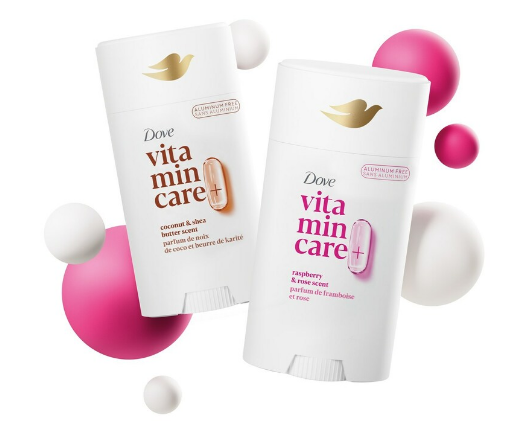 ALUMINUM FREE
SANS ALUMINIUM
Dove
vita
min
care
+
coconut & shea
butter scent
parfum de noix
de coco et beurre de karité
ALUMINUM FREE
SANS ALUMINIUM
Dove
vita
min
care
+
raspberry
& rose scent
parfum de framboise
et rose